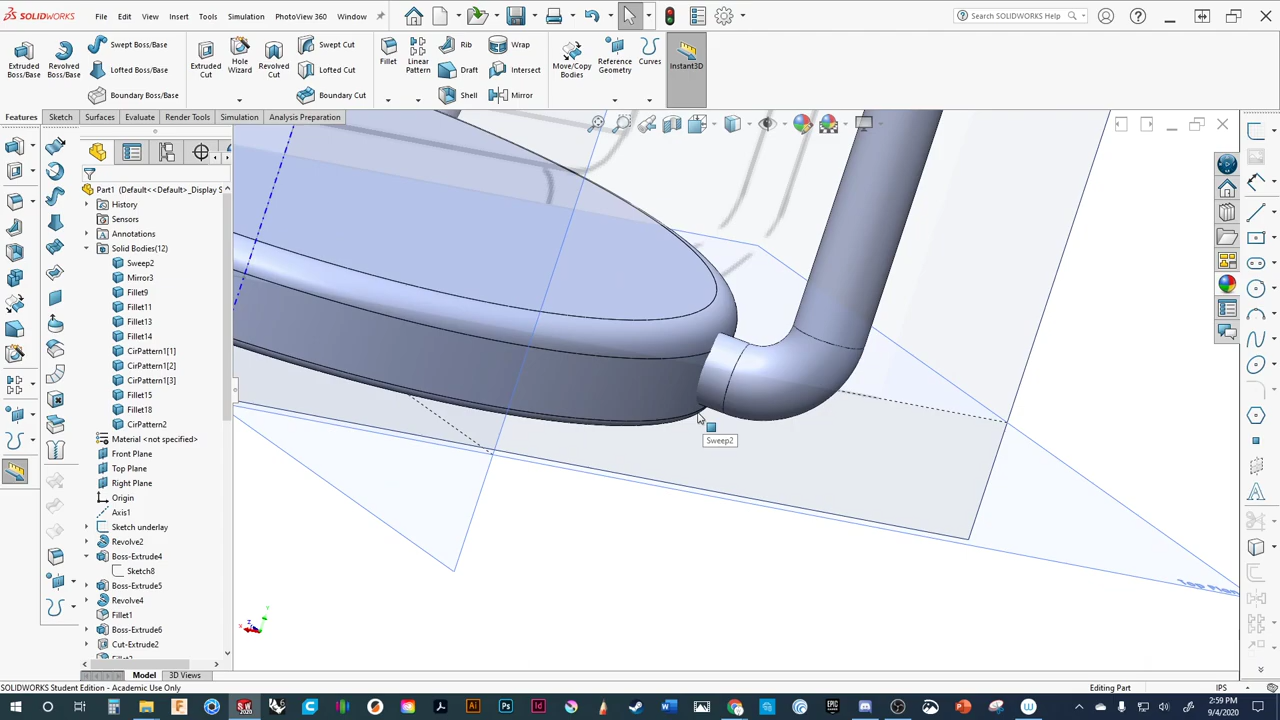 SOLIDWORKS
File Edit View Insert Tools Simulation PhotoView 360 Window
Search SOLIDWORKS Help
Extruded Boss/Base
Revolved Boss/Base
Swept Boss/Base
Lofted Boss/Base
Boundary Boss/Base
Extruded Cut
Hole Wizard
Revolved Cut
Swept Cut
Lofted Cut
Boundary Cut
Fillet
Linear Pattern
Rib
Draft
Shell
Wrap
Intersect
Mirror
Move/Copy Bodies
Reference Geometry
Curves
Instant3D
Features Sketch Surfaces Evaluate Render Tools Simulation Analysis Preparation
Part1 (Default<<Default>_Display S
History
Sensors
Annotations
Solid Bodies(12)
Sweep2
Mirror3
Fillet9
Fillet11
Fillet13
Fillet14
CirPattern1[1]
CirPattern1[2]
CirPattern1[3]
Fillet15
Fillet18
CirPattern2
Material <not specified>
Front Plane
Top Plane
Right Plane
Origin
Axis1
Sketch underlay
Revolve2
Boss-Extrude4
Sketch8
Boss-Extrude5
Revolve4
Fillet1
Boss-Extrude6
Cut-Extrude2
Sweep2
Model 3D Views
SOLIDWORKS Student Edition - Academic Use Only
Editing Part
IPS
2:59 PM
9/4/2020